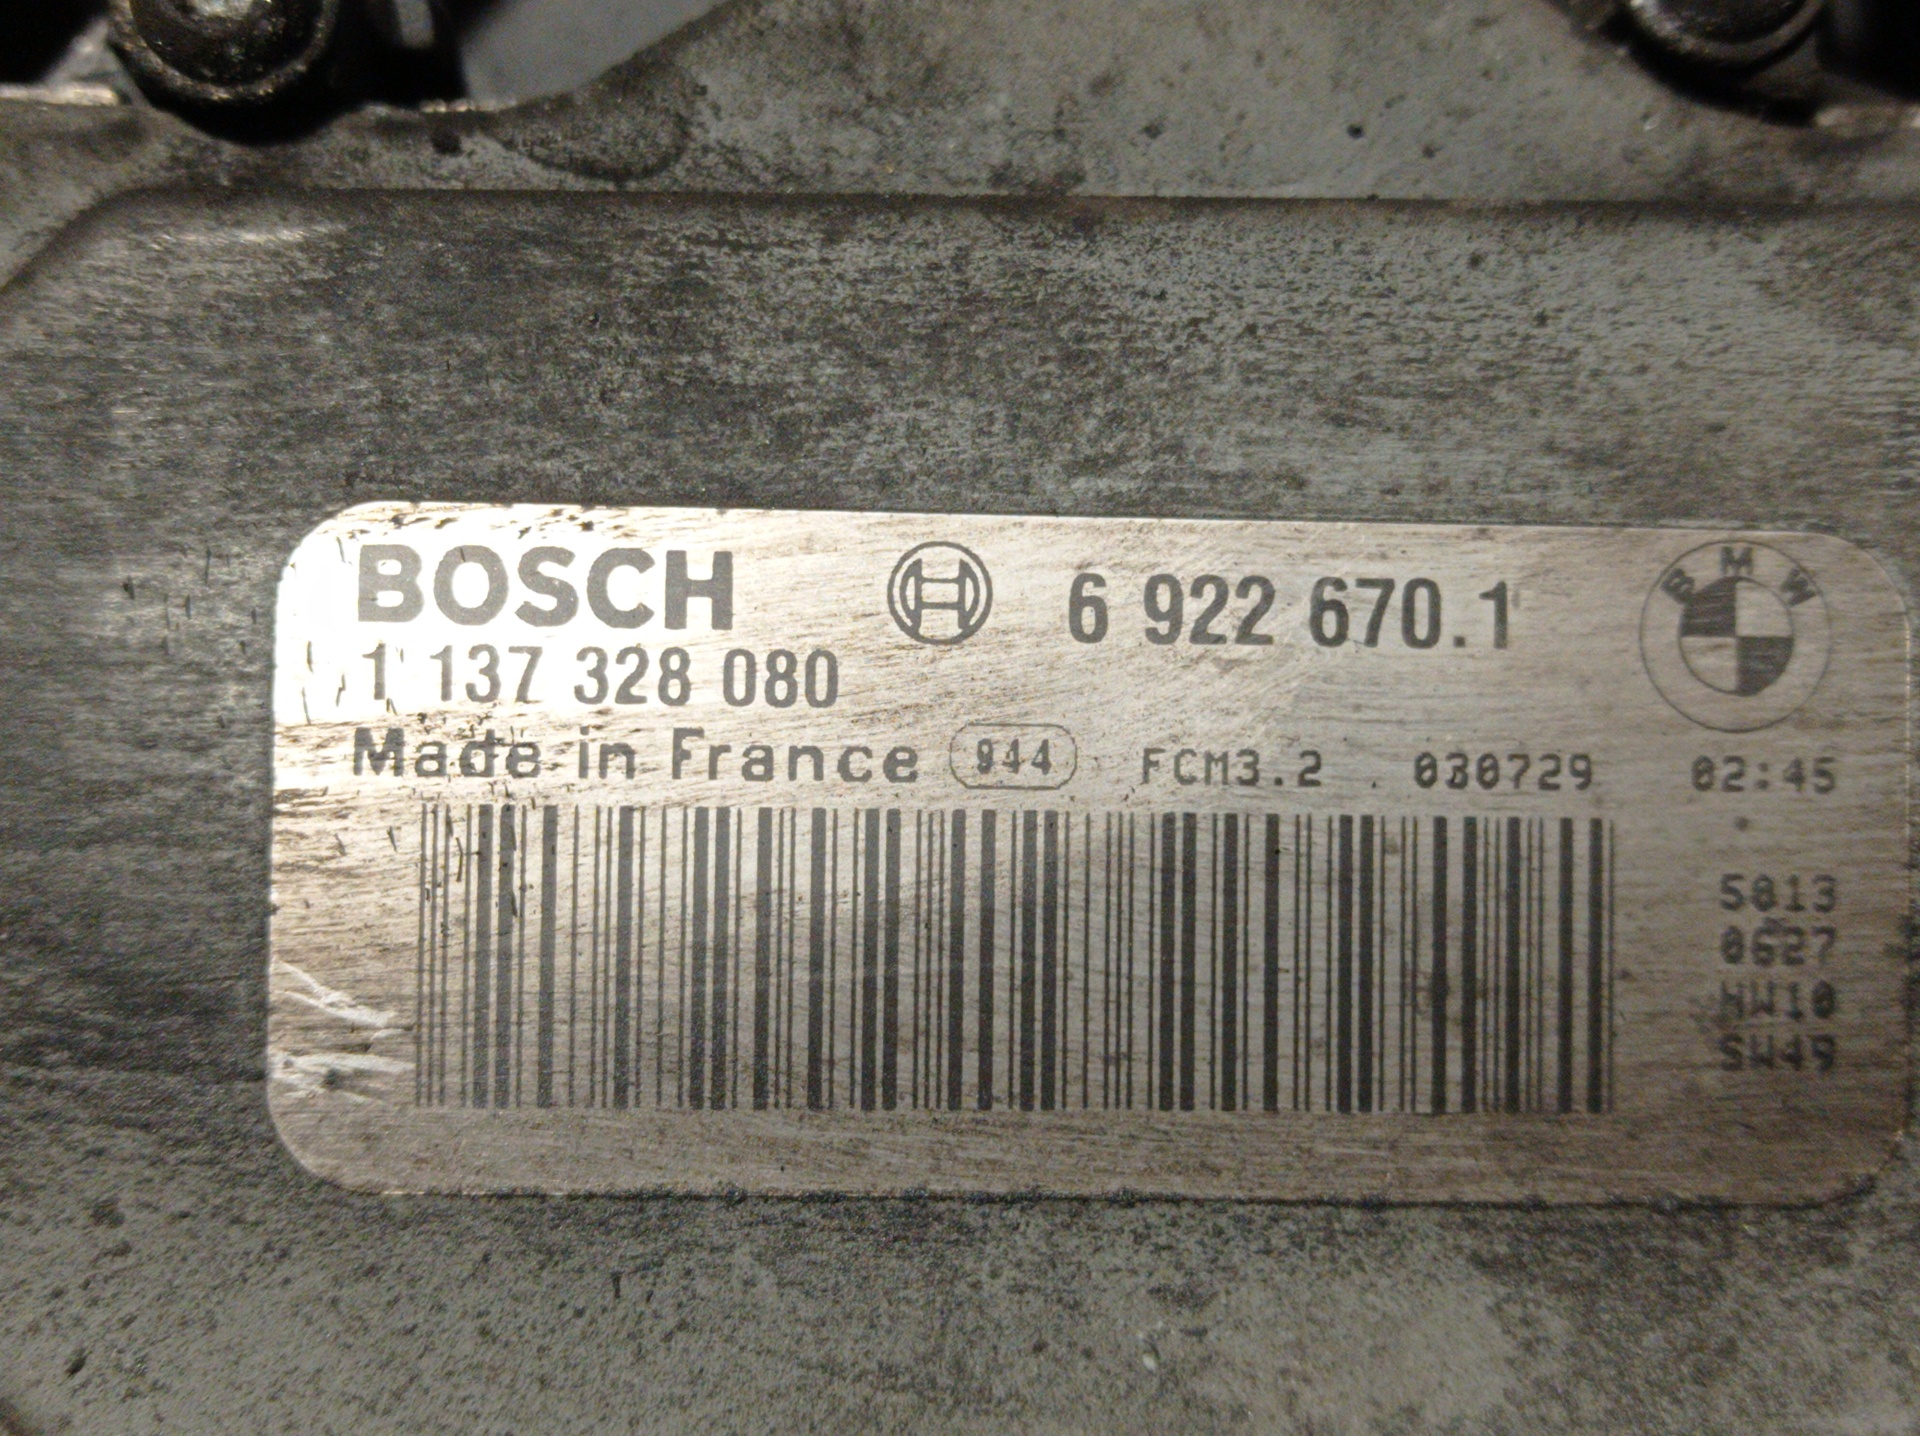 BOSCH 6 922 670.1 BMW
1 137 328 080
Made in France 944 FCM3.2 . 030729 02:45
5013
0627
HW10
SW49